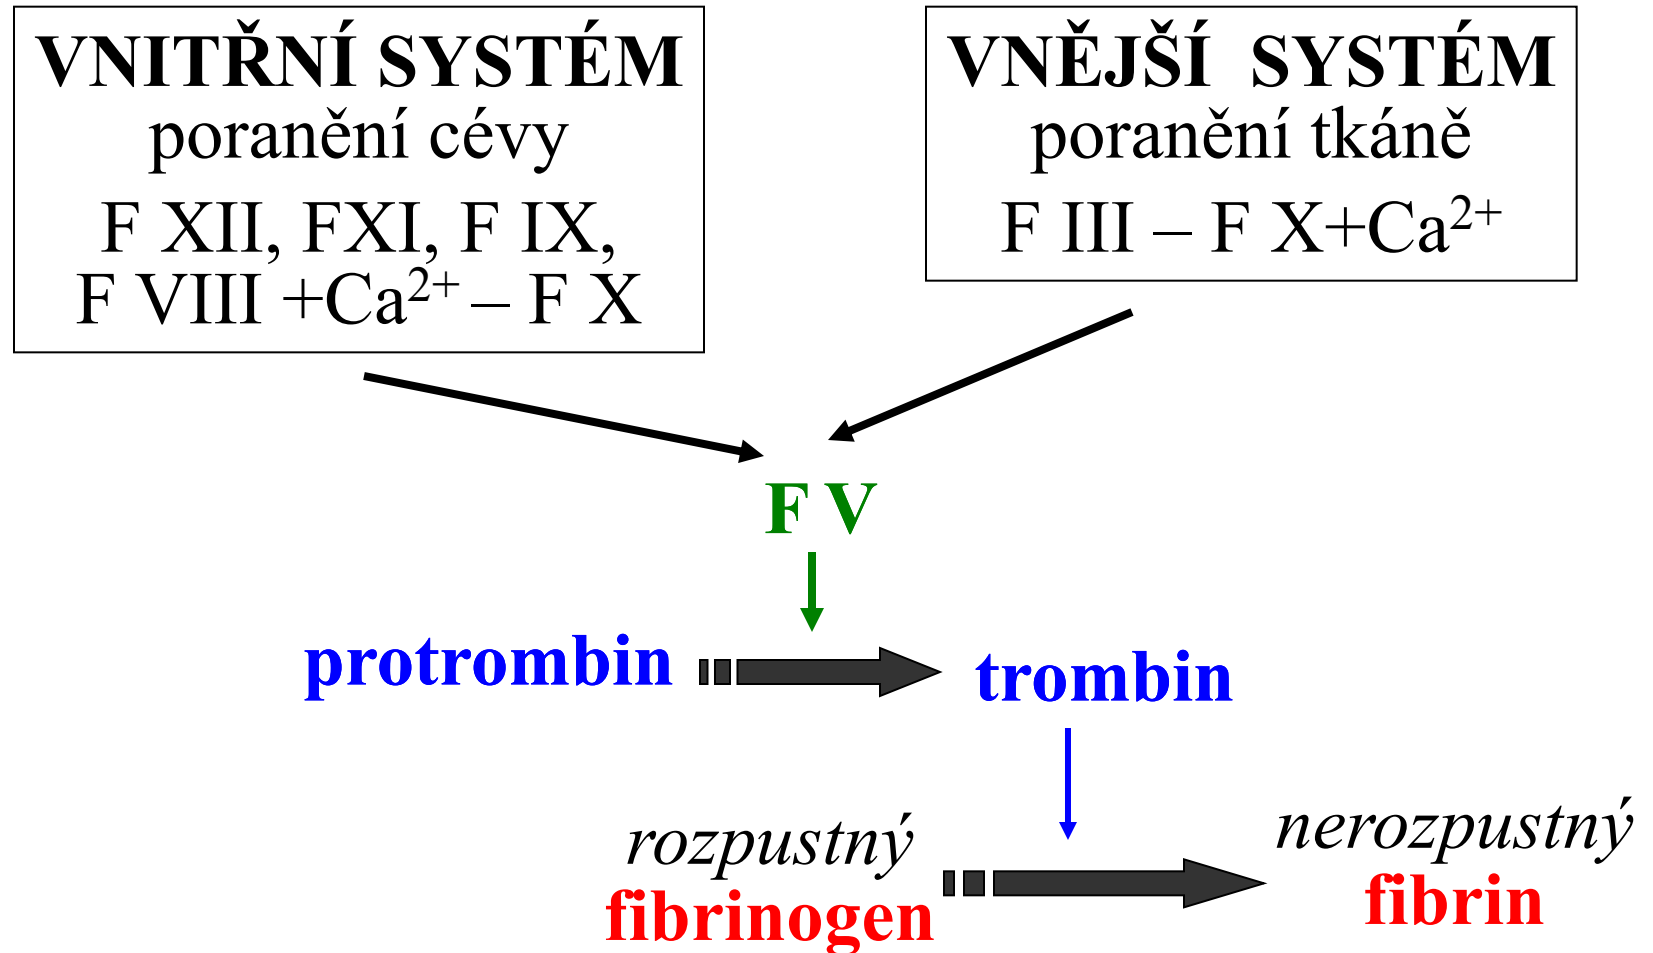 VNITŘNÍ SYSTÉM
poranění cévy
F XII, FXI, F IX,
F VIII +Ca²⁺ – F X
VNĚJŠÍ SYSTÉM
poranění tkáně
F III – F X+Ca²⁺
F V
protrombin
trombin
rozpustný
fibrinogen
nerozpustný
fibrin